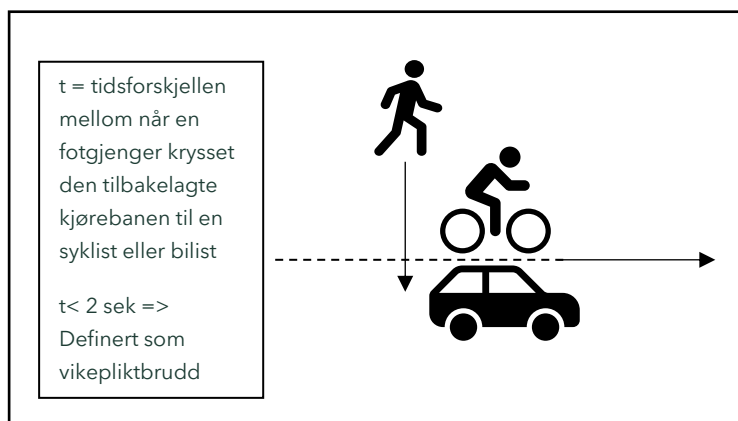 t = tidsforskjellen
mellom når en
fotgjenger krysset
den tilbakelagte
kjørebanen til en
syklist eller bilist
t< 2 sek =>
Definert som
vikepliktbrudd